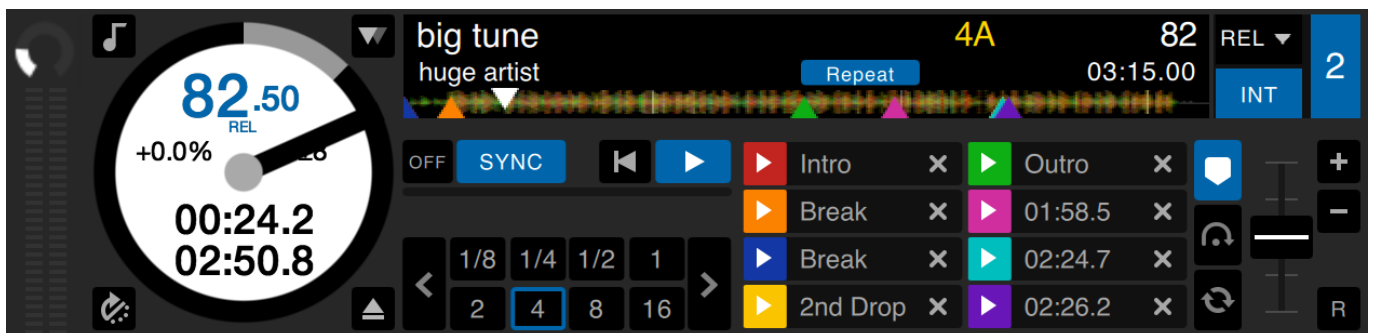 big tune 4A 82
huge artist Repeat 03:15.00
REL
INT
2
82.50
REL
+0.0%
00:24.2
02:50.8
OFF SYNC
1/8 1/4 1/2 1
2 4 8 16
Intro
Outro
Break
01:58.5
Break
02:24.7
2nd Drop
02:26.2
+
-
R